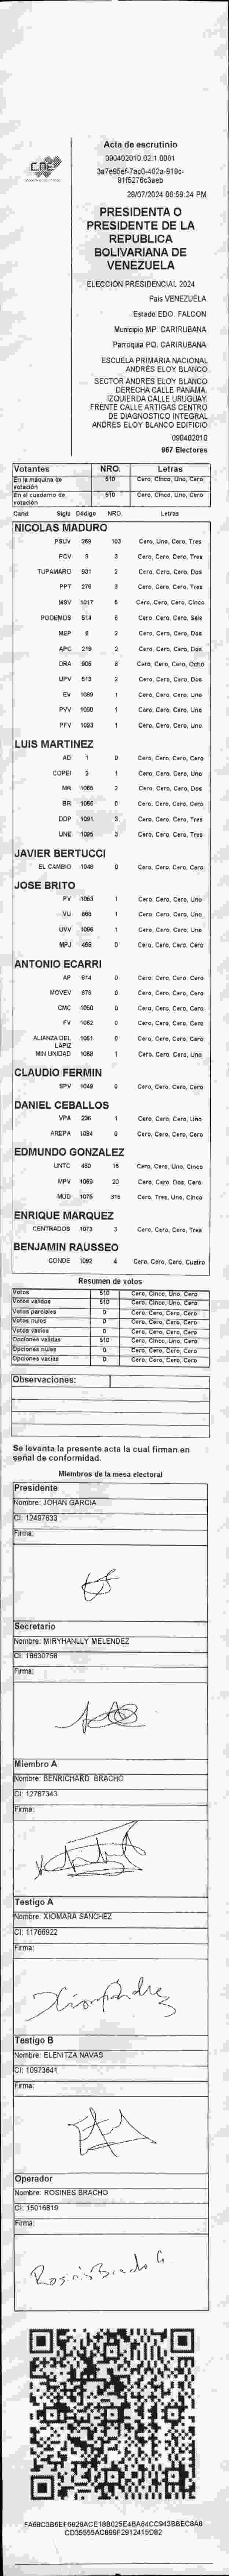 CNE
Acta de escrutinio
090402010.02.1.0001
3a7e95ef-7ac0-402a-819c-
91f5276c3aeb
28/07/2024 06:59:24 PM
PRESIDENTA O
PRESIDENTE DE LA
REPUBLICA
BOLIVARIANA DE
VENEZUELA
ELECCIÓN PRESIDENCIAL 2024
País VENEZUELA
Estado EDO. FALCON
Municipio MP. CARIRUBANA
Parroquia PQ. CARIRUBANA
ESCUELA PRIMARIA NACIONAL
ANDRÉS ELOY BLANCO
SECTOR ANDRES ELOY BLANCO
DERECHA CALLE PANAMA.
IZQUIERDA CALLE URUGUAY.
FRENTE CALLE ARTIGAS CENTRO
DE DIAGNOSTICO INTEGRAL
ANDRES ELOY BLANCO EDIFICIO
090402010
967 Electores
Votantes NRO. Letras
En la máquina de votación 510 Cero, Cinco, Uno, Cero
En el cuaderno de votación 510 Cero, Cinco, Uno, Cero
Cand Sigla Código NRO. Letras
NICOLAS MADURO
PSUV 269 103 Cero, Uno, Cero, Tres
PCV 9 3 Cero, Cero, Cero, Tres
TUPAMARO 931 2 Cero, Cero, Cero, Dos
PPT 276 3 Cero, Cero, Cero, Tres
MSV 1017 5 Cero, Cero, Cero, Cinco
PODEMOS 514 6 Cero, Cero, Cero, Seis
MEP 6 2 Cero, Cero, Cero, Dos
APC 219 2 Cero, Cero, Cero, Dos
ORA 906 8 Cero, Cero, Cero, Ocho
UPV 513 2 Cero, Cero, Cero, Dos
EV 1089 1 Cero, Cero, Cero, Uno
PVV 1090 1 Cero, Cero, Cero, Uno
PFV 1093 1 Cero, Cero, Cero, Uno
LUIS MARTINEZ
AD 1 0 Cero, Cero, Cero, Cero
COPEI 3 1 Cero, Cero, Cero, Uno
MR 1065 2 Cero, Cero, Cero, Dos
BR 1056 0 Cero, Cero, Cero, Cero
DDP 1091 3 Cero, Cero, Cero, Tres
UNE 1095 3 Cero, Cero, Cero, Tres
JAVIER BERTUCCI
EL CAMBIO 1048 0 Cero, Cero, Cero, Cero
JOSE BRITO
PV 1053 1 Cero, Cero, Cero, Uno
VU 868 1 Cero, Cero, Cero, Uno
UVV 1096 1 Cero, Cero, Cero, Uno
MPJ 458 0 Cero, Cero, Cero, Cero
ANTONIO ECARRI
AP 914 0 Cero, Cero, Cero, Cero
MOVEV 876 0 Cero, Cero, Cero, Cero
CMC 1050 0 Cero, Cero, Cero, Cero
FV 1062 0 Cero, Cero, Cero, Cero
ALIANZA DEL LÁPIZ 1051 0 Cero, Cero, Cero, Cero
MIN UNIDAD 1088 1 Cero, Cero, Cero, Uno
CLAUDIO FERMIN
SPV 1049 0 Cero, Cero, Cero, Cero
DANIEL CEBALLOS
VPA 236 1 Cero, Cero, Cero, Uno
AREPA 1094 0 Cero, Cero, Cero, Cero
EDMUNDO GONZALEZ
UNTC 460 15 Cero, Cero, Uno, Cinco
MPV 1069 20 Cero, Cero, Dos, Cero
MUD 1075 315 Cero, Tres, Uno, Cinco
ENRIQUE MARQUEZ
CENTRADOS 1073 3 Cero, Cero, Cero, Tres
BENJAMIN RAUSSEO
CONDE 1092 4 Cero, Cero, Cero, Cuatro
Resumen de votos
Votos 510 Cero, Cinco, Uno, Cero
Votos validos 510 Cero, Cinco, Uno, Cero
Votos parciales 0 Cero, Cero, Cero, Cero
Votos nulos 0 Cero, Cero, Cero, Cero
Votos vacios 0 Cero, Cero, Cero, Cero
Opciones validas 510 Cero, Cinco, Uno, Cero
Opciones nulas 0 Cero, Cero, Cero, Cero
Opciones vacias 0 Cero, Cero, Cero, Cero
Observaciones:
Se levanta la presente acta la cual firman en
señal de conformidad.
Miembros de la mesa electoral
Presidente
Nombre: JOHAN GARCIA
CI: 12497633
Firma:
Secretario
Nombre: MIRYHANLLY MELENDEZ
CI: 18630758
Firma:
Miembro A
Nombre: BENRICHARD BRACHO
CI: 12787343
Firma:
Testigo A
Nombre: XIOMARA SANCHEZ
CI: 11766922
Firma:
Testigo B
Nombre: ELENITZA NAVAS
CI: 10973641
Firma:
Operador
Nombre: ROSINES BRACHO
CI: 15016819
Firma:
Rosines Bracho G
FA68C3B6EF6929ACE18B025E4BA64CC943BBEC8A8
CD35555AC899F2912415D82